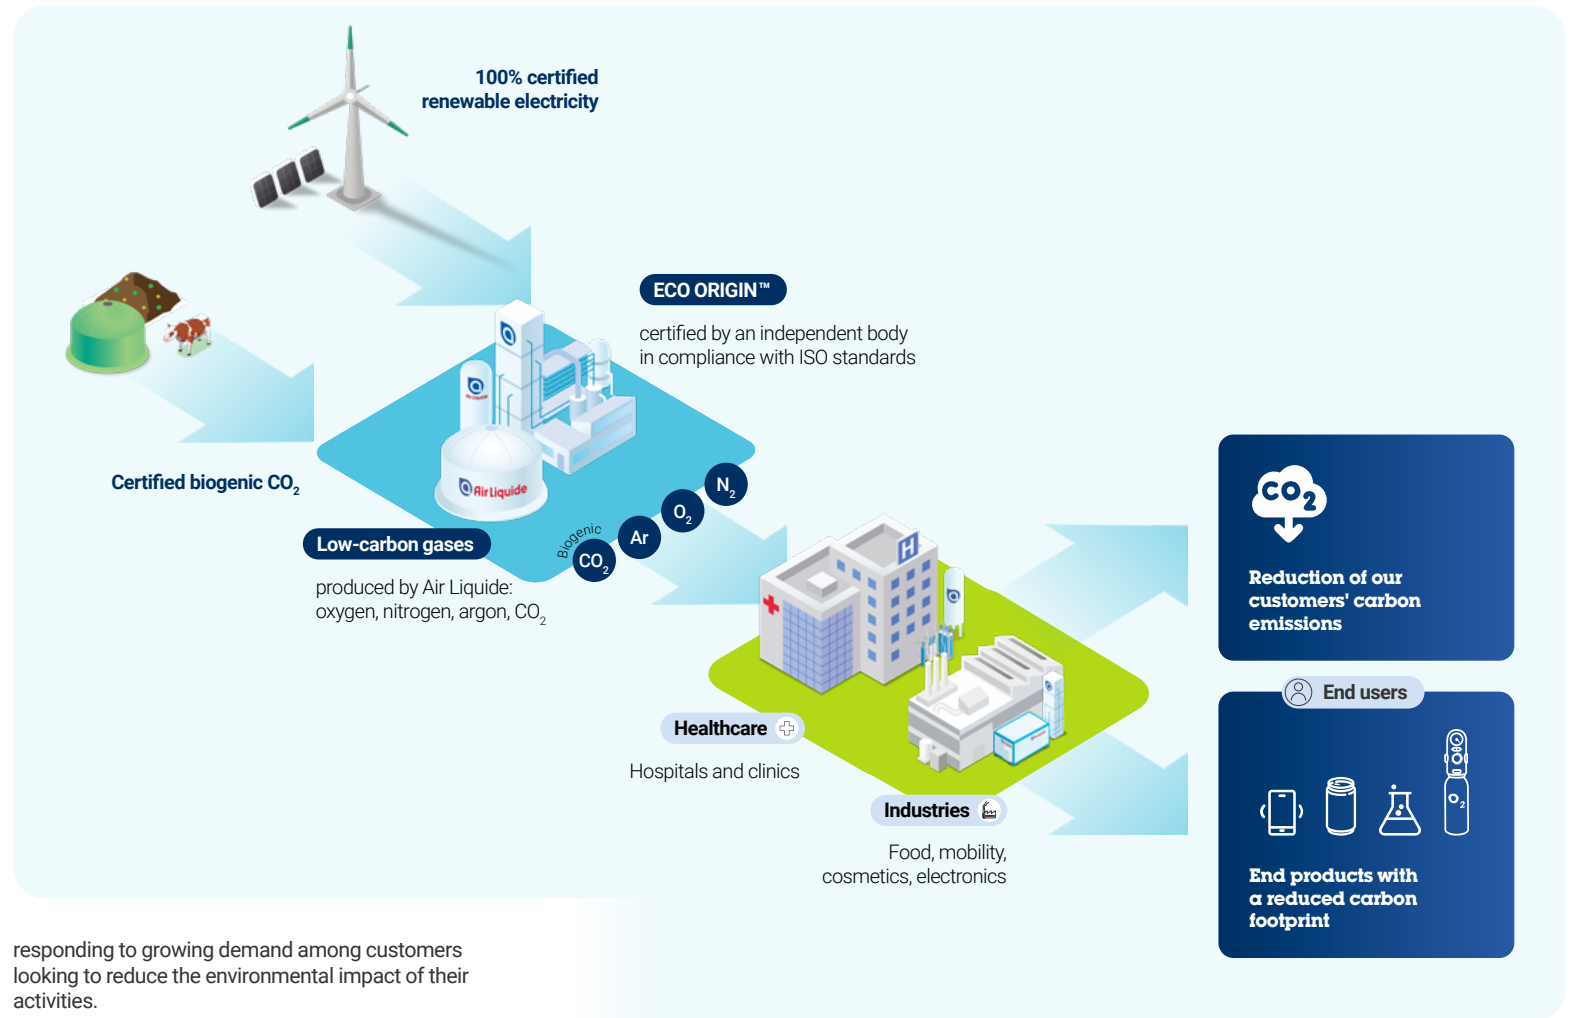 100% certified
renewable electricity
ECO ORIGIN™
certified by an independent body
in compliance with ISO standards
Air Liquide
Air Liquide
Certified biogenic CO₂
N₂
O₂
Ar
Biogenic
CO₂
Low-carbon gases
produced by Air Liquide:
oxygen, nitrogen, argon, CO₂
H
Healthcare
Hospitals and clinics
Industries
Food, mobility,
cosmetics, electronics
CO₂
Reduction of our
customers' carbon
emissions
End users
O₂
End products with
a reduced carbon
footprint
responding to growing demand among customers
looking to reduce the environmental impact of their
activities.